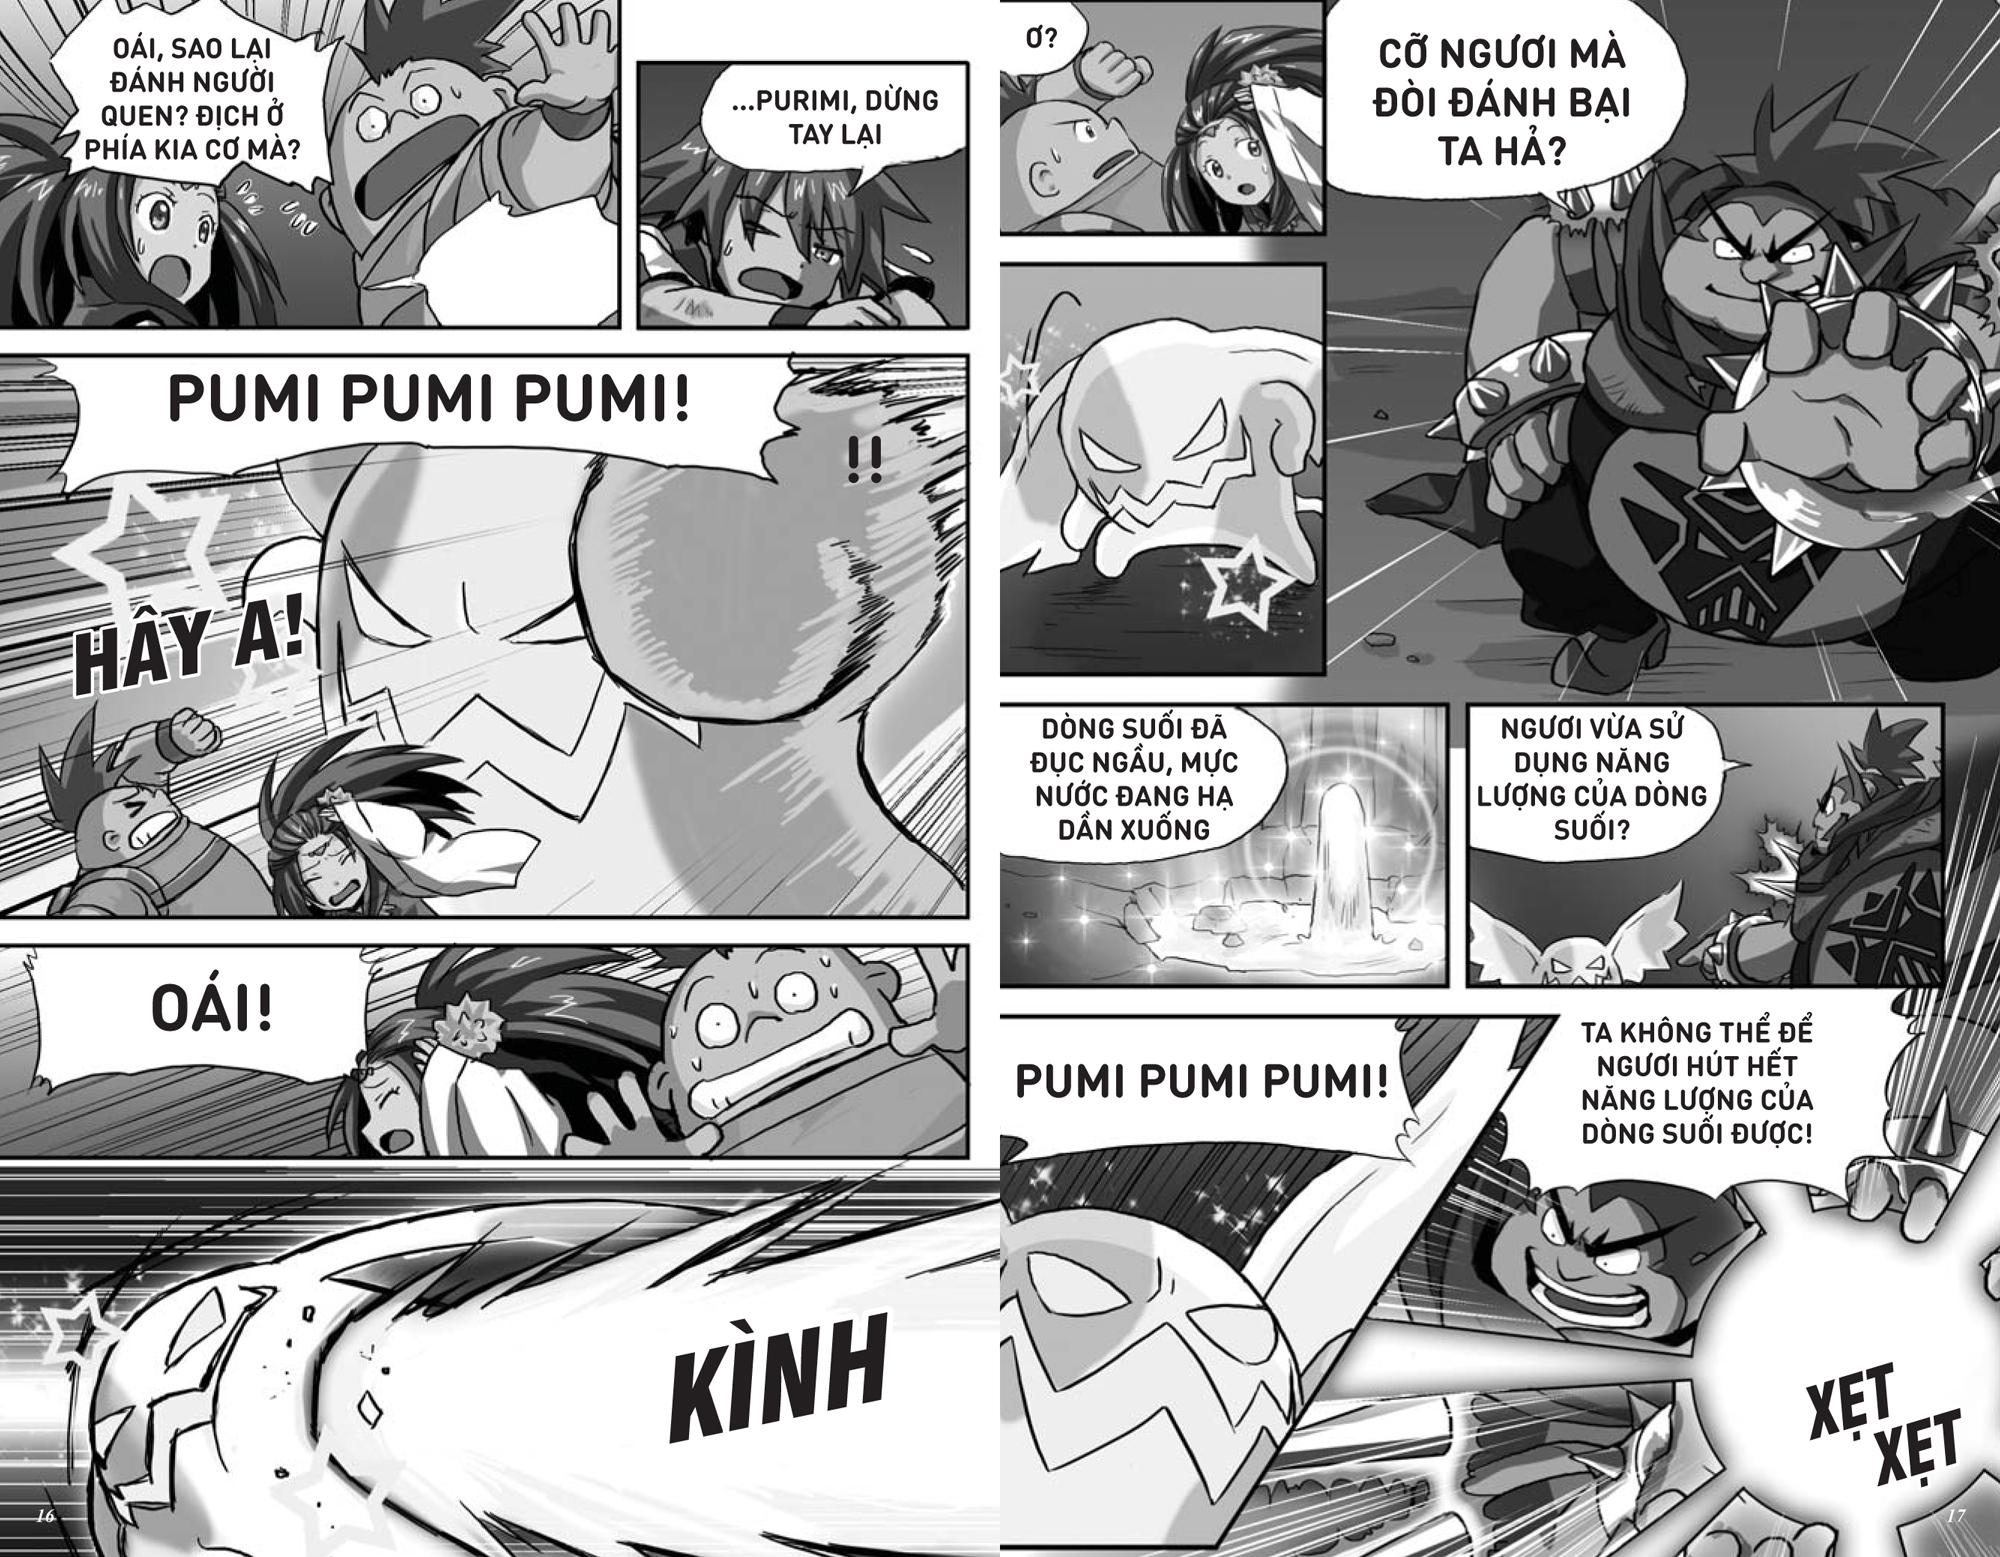 OÁI, SAO LẠI
ĐÁNH NGƯỜI
QUEN? ĐỊCH Ở
PHÍA KIA CƠ MÀ?
...PURIMI, DỪNG
TAY LẠI
PUMI PUMI PUMI!
!!
HÂY A!
OÁI!
KÌNH
16
Ơ?
CỠ NGƯƠI MÀ
ĐÒI ĐÁNH BẠI
TA HẢ?
DÒNG SUỐI ĐÃ
ĐỤC NGẦU, MỰC
NƯỚC ĐANG HẠ
DẦN XUỐNG
NGƯƠI VỪA SỬ
DỤNG NĂNG
LƯỢNG CỦA DÒNG
SUỐI?
PUMI PUMI PUMI!
TA KHÔNG THỂ ĐỂ
NGƯƠI HÚT HẾT
NĂNG LƯỢNG CỦA
DÒNG SUỐI ĐƯỢC!
XẸT
XẸT
17